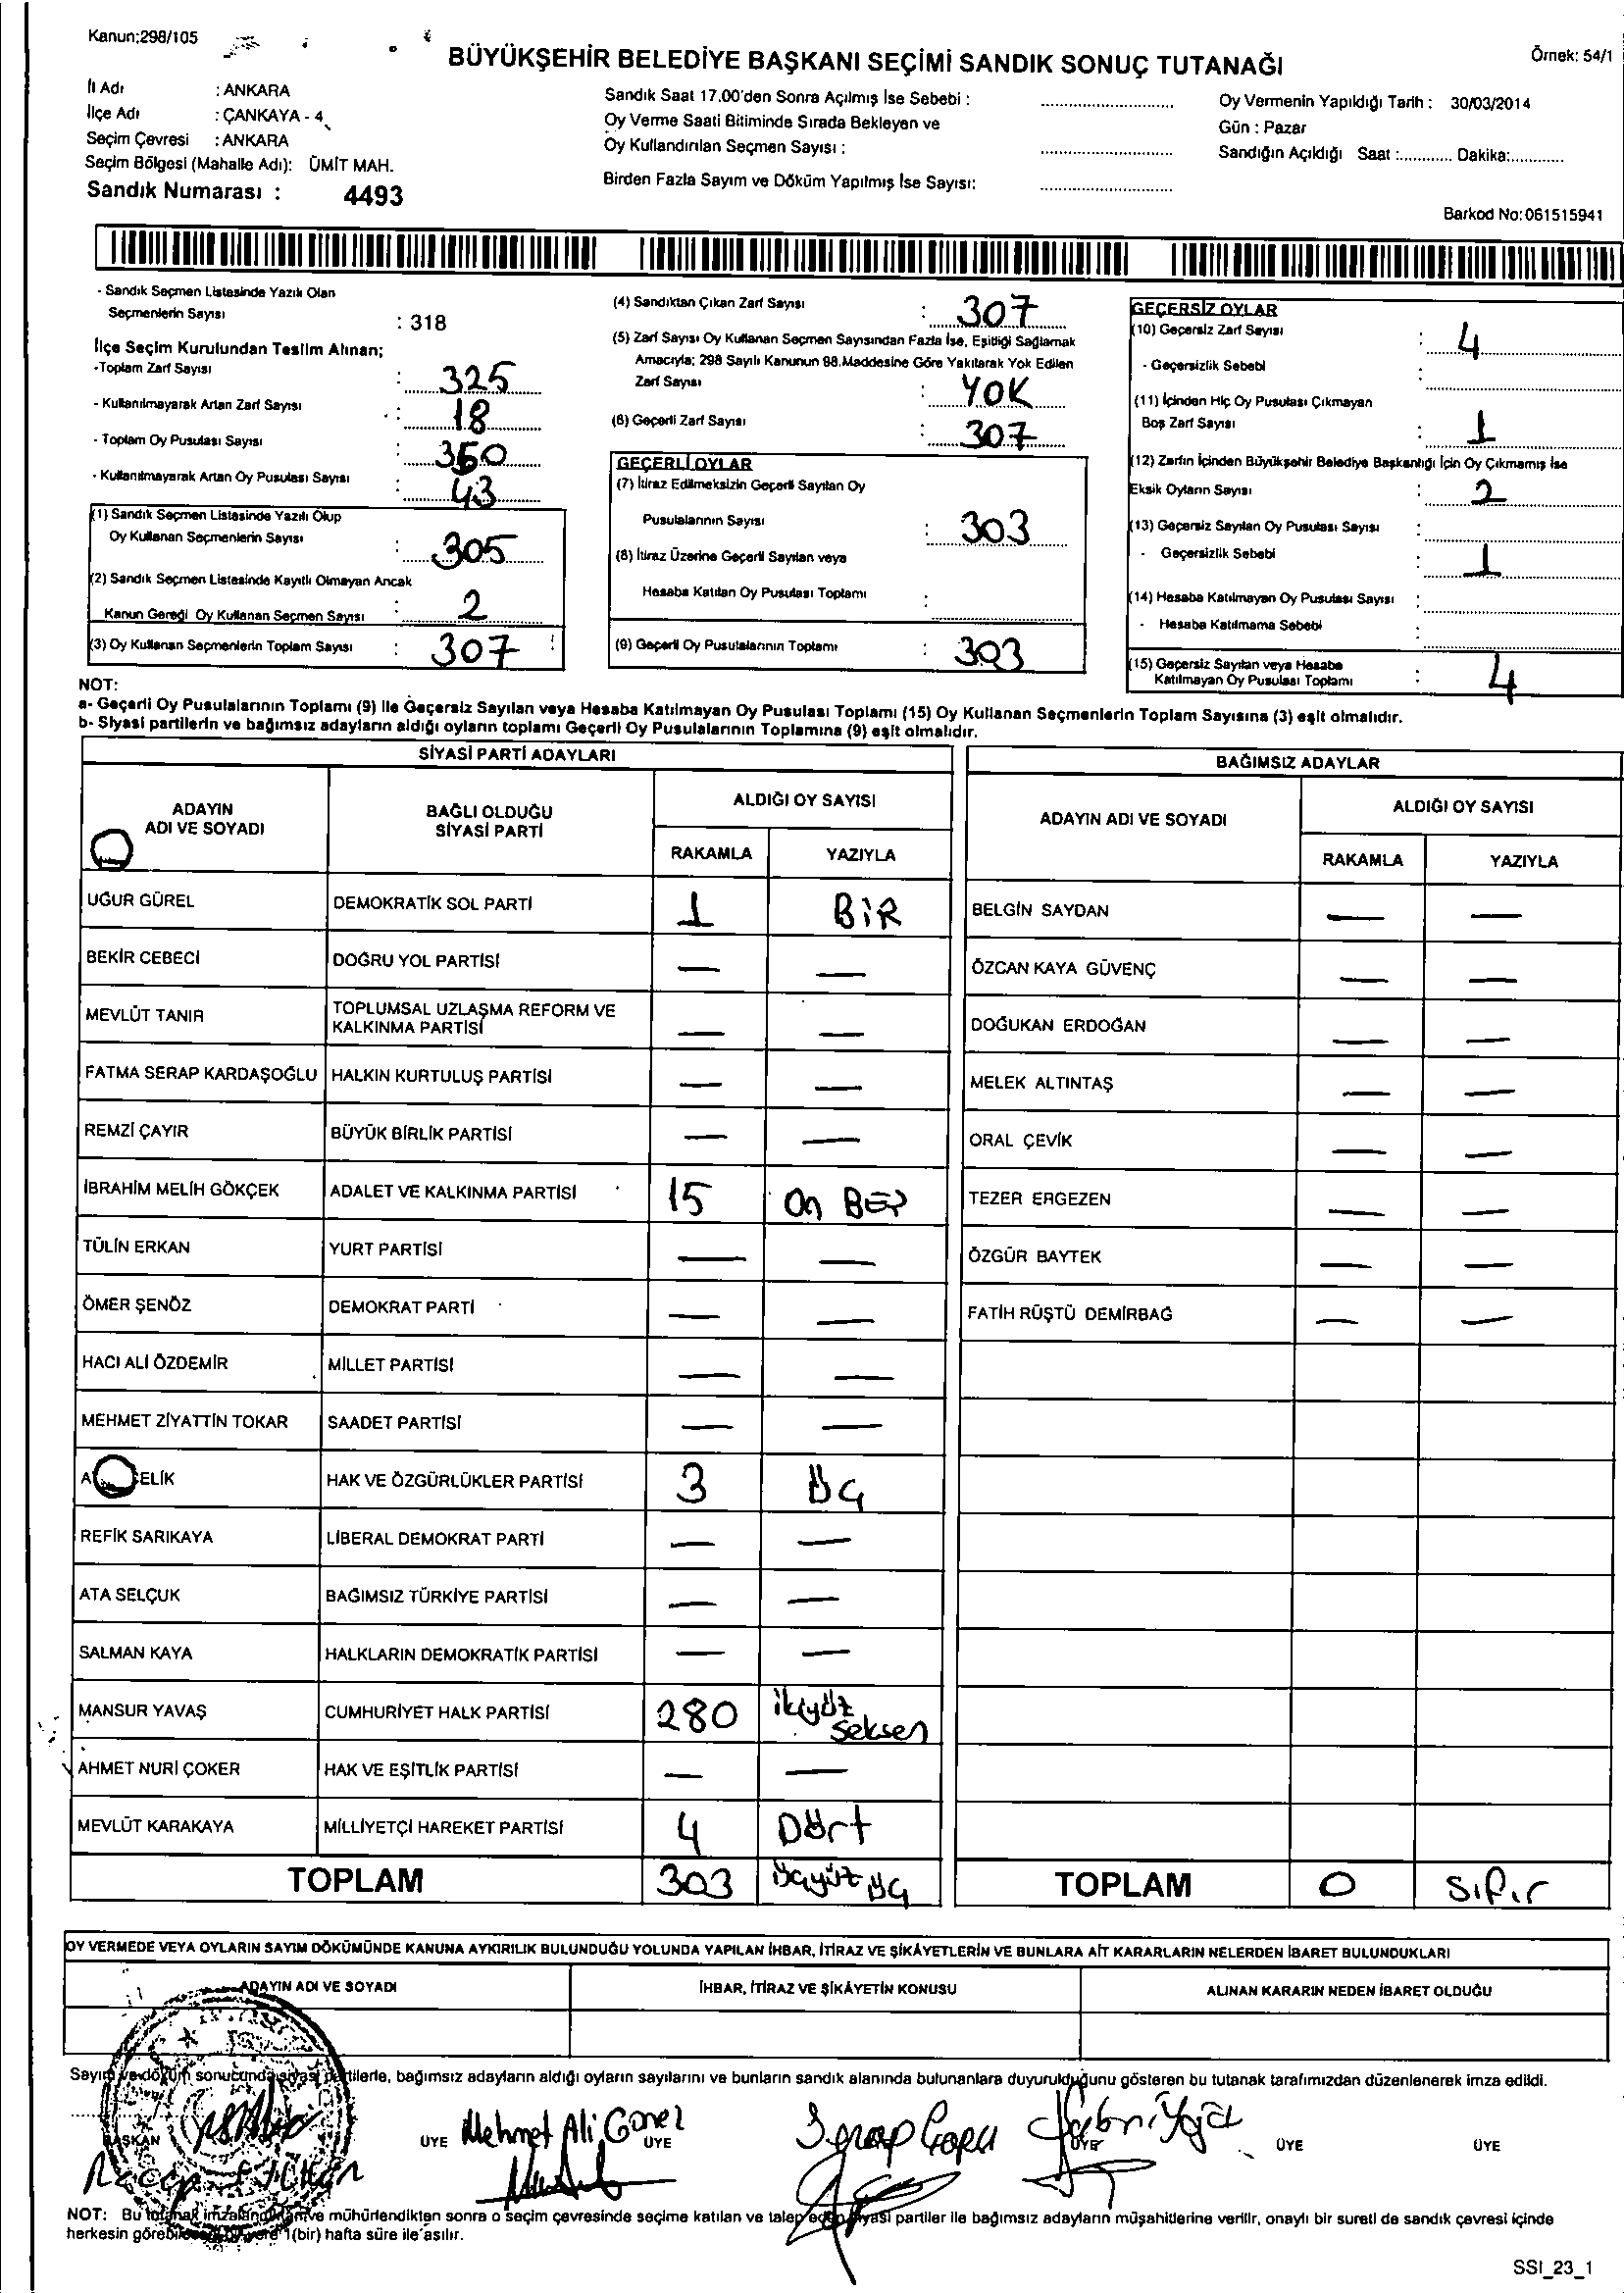 Kanun;298/105
BÜYÜKŞEHİR BELEDİYE BAŞKANI SEÇİMİ SANDIK SONUÇ TUTANAĞI
Örnek: 54/1
İl Adı : ANKARA
İlçe Adı : ÇANKAYA - 4
Seçim Çevresi : ANKARA
Seçim Bölgesi (Mahalle Adı): ÜMİT MAH.
Sandık Numarası : 4493
Sandık Saat 17.00'den Sonra Açılmış İse Sebebi :
Oy Verme Saati Bitiminde Sırada Bekleyen ve
Oy Kullandırılan Seçmen Sayısı :
Birden Fazla Sayım ve Döküm Yapılmış İse Sayısı:
Oy Vermenin Yapıldığı Tarih : 30/03/2014
Gün : Pazar
Sandığın Açıldığı Saat :............ Dakika:............
Barkod No:061515941
- Sandık Seçmen Listesinde Yazılı Olan
Seçmenlerin Sayısı : 318
İlçe Seçim Kurulundan Teslim Alınan;
-Toplam Zarf Sayısı : 325
- Kullanılmayarak Artan Zarf Sayısı : 18
- Toplam Oy Pusulası Sayısı : 350
- Kullanılmayarak Artan Oy Pusulası Sayısı : 43
(1) Sandık Seçmen Listesinde Yazılı Olup
Oy Kullanan Seçmenlerin Sayısı : 305
(2) Sandık Seçmen Listesinde Kayıtlı Olmayan Ancak
Kanun Gereği Oy Kullanan Seçmen Sayısı : 2
(3) Oy Kullanan Seçmenlerin Toplam Sayısı : 307
(4) Sandıktan Çıkan Zarf Sayısı : 307
(5) Zarf Sayısı Oy Kullanan Seçmen Sayısından Fazla İse, Eşitliği Sağlamak
Amacıyla; 298 Sayılı Kanunun 98.Maddesine Göre Yakılarak Yok Edilen
Zarf Sayısı : YOK
(6) Geçerli Zarf Sayısı : 307
GEÇERLİ OYLAR
(7) İtiraz Edilmeksizin Geçerli Sayılan Oy
Pusulalarının Sayısı : 303
(8) İtiraz Üzerine Geçerli Sayılan veya
Hesaba Katılan Oy Pusulası Toplamı :
(9) Geçerli Oy Pusulalarının Toplamı : 303
GEÇERSİZ OYLAR
(10) Geçersiz Zarf Sayısı : 4
- Geçersizlik Sebebi :
(11) İçinden Hiç Oy Pusulası Çıkmayan
Boş Zarf Sayısı : 1
(12) Zarfın İçinden Büyükşehir Belediye Başkanlığı İçin Oy Çıkmamış İse
Eksik Oyların Sayısı : 2
(13) Geçersiz Sayılan Oy Pusulası Sayısı :
- Geçersizlik Sebebi : 1
(14) Hesaba Katılmayan Oy Pusulası Sayısı :
- Hesaba Katılmama Sebebi :
(15) Geçersiz Sayılan veya Hesaba
Katılmayan Oy Pusulası Toplamı : 4
NOT:
a- Geçerli Oy Pusulalarının Toplamı (9) ile Geçersiz Sayılan veya Hesaba Katılmayan Oy Pusulası Toplamı (15) Oy Kullanan Seçmenlerin Toplam Sayısına (3) eşit olmalıdır.
b- Siyasi partilerin ve bağımsız adayların aldığı oyların toplamı Geçerli Oy Pusulalarının Toplamına (9) eşit olmalıdır.
SİYASİ PARTİ ADAYLARI
ADAYIN ADI VE SOYADI BAĞLI OLDUĞU SİYASİ PARTİ ALDIĞI OY SAYISI
RAKAMLA YAZIYLA
UĞUR GÜREL DEMOKRATİK SOL PARTİ 1 BİR
BEKİR CEBECİ DOĞRU YOL PARTİSİ — —
MEVLÜT TANIR TOPLUMSAL UZLAŞMA REFORM VE KALKINMA PARTİSİ — —
FATMA SERAP KARDAŞOĞLU HALKIN KURTULUŞ PARTİSİ — —
REMZİ ÇAYIR BÜYÜK BİRLİK PARTİSİ — —
İBRAHİM MELİH GÖKÇEK ADALET VE KALKINMA PARTİSİ 15 On BEŞ
TÜLİN ERKAN YURT PARTİSİ — —
ÖMER ŞENÖZ DEMOKRAT PARTİ — —
HACI ALİ ÖZDEMİR MİLLET PARTİSİ — —
MEHMET ZİYATTİN TOKAR SAADET PARTİSİ — —
A ELİK HAK VE ÖZGÜRLÜKLER PARTİSİ 3 Üç
REFİK SARIKAYA LİBERAL DEMOKRAT PARTİ — —
ATA SELÇUK BAĞIMSIZ TÜRKİYE PARTİSİ — —
SALMAN KAYA HALKLARIN DEMOKRATİK PARTİSİ — —
MANSUR YAVAŞ CUMHURİYET HALK PARTİSİ 280 ikiyüz seksen
AHMET NURİ ÇOKER HAK VE EŞİTLİK PARTİSİ — —
MEVLÜT KARAKAYA MİLLİYETÇİ HAREKET PARTİSİ 4 Dört
TOPLAM 303 Üçyüz üç
BAĞIMSIZ ADAYLAR
ADAYIN ADI VE SOYADI ALDIĞI OY SAYISI
RAKAMLA YAZIYLA
BELGİN SAYDAN — —
ÖZCAN KAYA GÜVENÇ — —
DOĞUKAN ERDOĞAN — —
MELEK ALTINTAŞ — —
ORAL ÇEVİK — —
TEZER ERGEZEN — —
ÖZGÜR BAYTEK — —
FATİH RÜŞTÜ DEMİRBAĞ — —
TOPLAM 0 Sıfır
OY VERMEDE VEYA OYLARIN SAYIM DÖKÜMÜNDE KANUNA AYKIRILIK BULUNDUĞU YOLUNDA YAPILAN İHBAR, İTİRAZ VE ŞİKÂYETLERİN VE BUNLARA AİT KARARLARIN NELERDEN İBARET BULUNDUKLARI
ADAYIN ADI VE SOYADI İHBAR, İTİRAZ VE ŞİKÂYETİN KONUSU ALINAN KARARIN NEDEN İBARET OLDUĞU
Sayım ve döküm sonucunda siyasi partilerle, bağımsız adayların aldığı oyların sayılarını ve bunların sandık alanında bulunanlara duyurulduğunu gösteren bu tutanak tarafımızdan düzenlenerek imza edildi.
BAŞKAN ÜYE Mehmet Ali Gönel ÜYE Serap ÜYE Sabri ÜYE ÜYE
NOT: Bu tutanak imzalandıktan ve mühürlendikten sonra o seçim çevresinde seçime katılan ve talep eden siyasi partiler ile bağımsız adayların müşahitlerine verilir, onaylı bir sureti de sandık çevresi içinde
herkesin görebileceği bir yere 1(bir) hafta süre ile asılır.
SSI_23_1